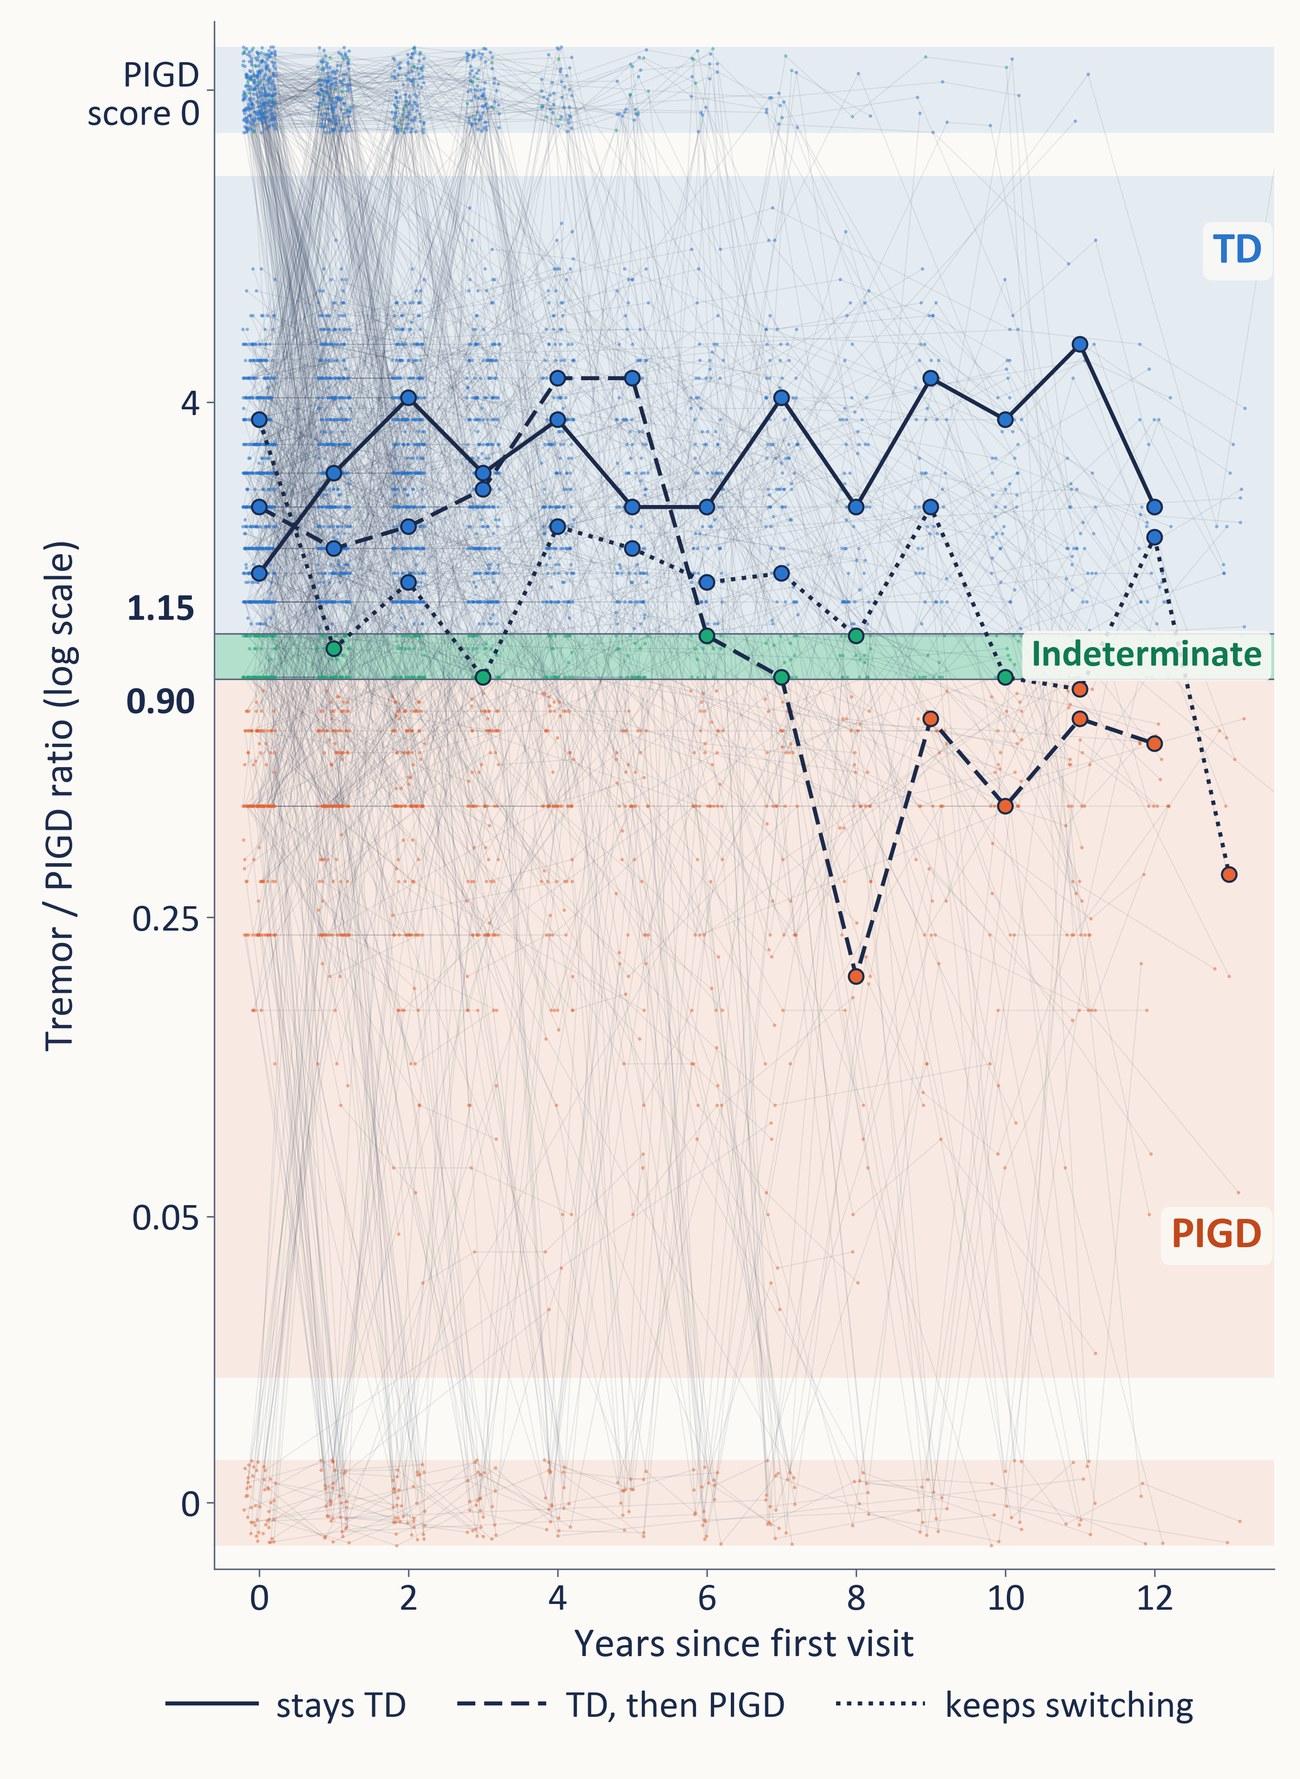 PIGD
score 0
TD
4
1.15
Indeterminate
0.90
Tremor / PIGD ratio (log scale)
0.25
0.05
PIGD
0
0 2 4 6 8 10 12
Years since first visit
stays TD TD, then PIGD keeps switching